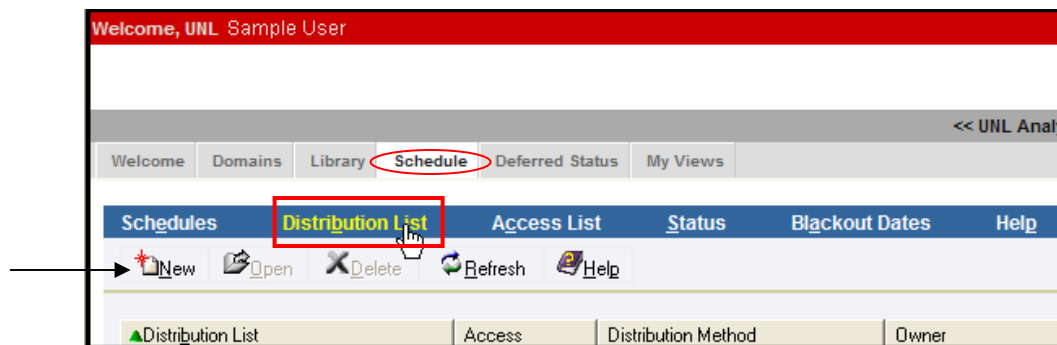 Welcome, UNL Sample User
<< UNL Analy
Welcome Domains Library Schedule Deferred Status My Views
Schedules Distribution List Access List Status Blackout Dates Help
New Open Delete Refresh Help
Distribution List Access Distribution Method Owner